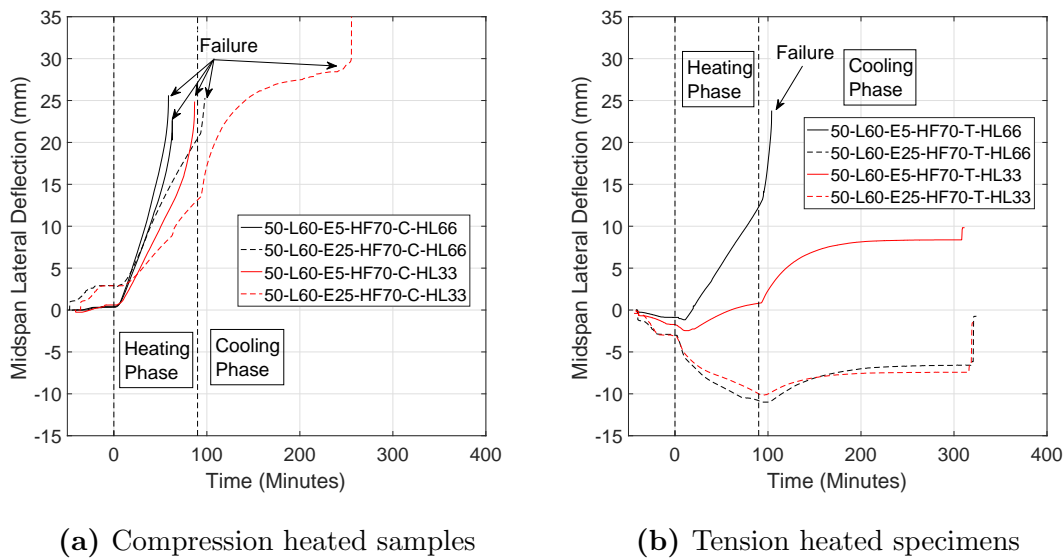 35
30
25
20
15
10
5
0
-5
-10
-15
0
100
200
300
400
Time (Minutes)
Midspan Lateral Deflection (mm)
Failure
50-L60-E5-HF70-C-HL66
50-L60-E25-HF70-C-HL66
50-L60-E5-HF70-C-HL33
50-L60-E25-HF70-C-HL33
Heating
Phase
Cooling
Phase
(a) Compression heated samples
35
30
25
20
15
10
5
0
-5
-10
-15
0
100
200
300
400
Time (Minutes)
Midspan Lateral Deflection (mm)
Heating
Phase
Failure
Cooling
Phase
50-L60-E5-HF70-T-HL66
50-L60-E25-HF70-T-HL66
50-L60-E5-HF70-T-HL33
50-L60-E25-HF70-T-HL33
(b) Tension heated specimens